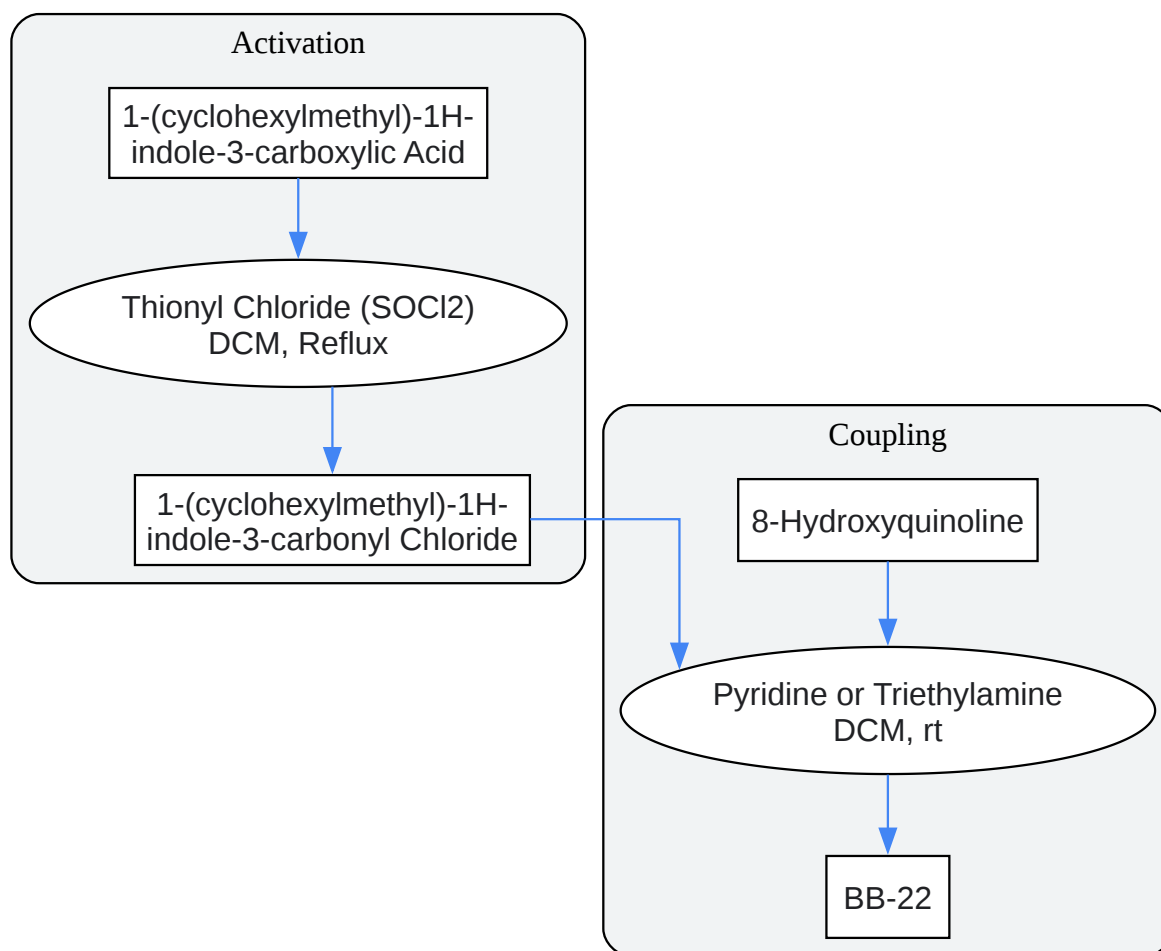 Activation
1-(cyclohexylmethyl)-1H-
indole-3-carboxylic Acid
Thionyl Chloride (SOCl2)
DCM, Reflux
1-(cyclohexylmethyl)-1H-
indole-3-carbonyl Chloride
Coupling
8-Hydroxyquinoline
Pyridine or Triethylamine
DCM, rt
BB-22